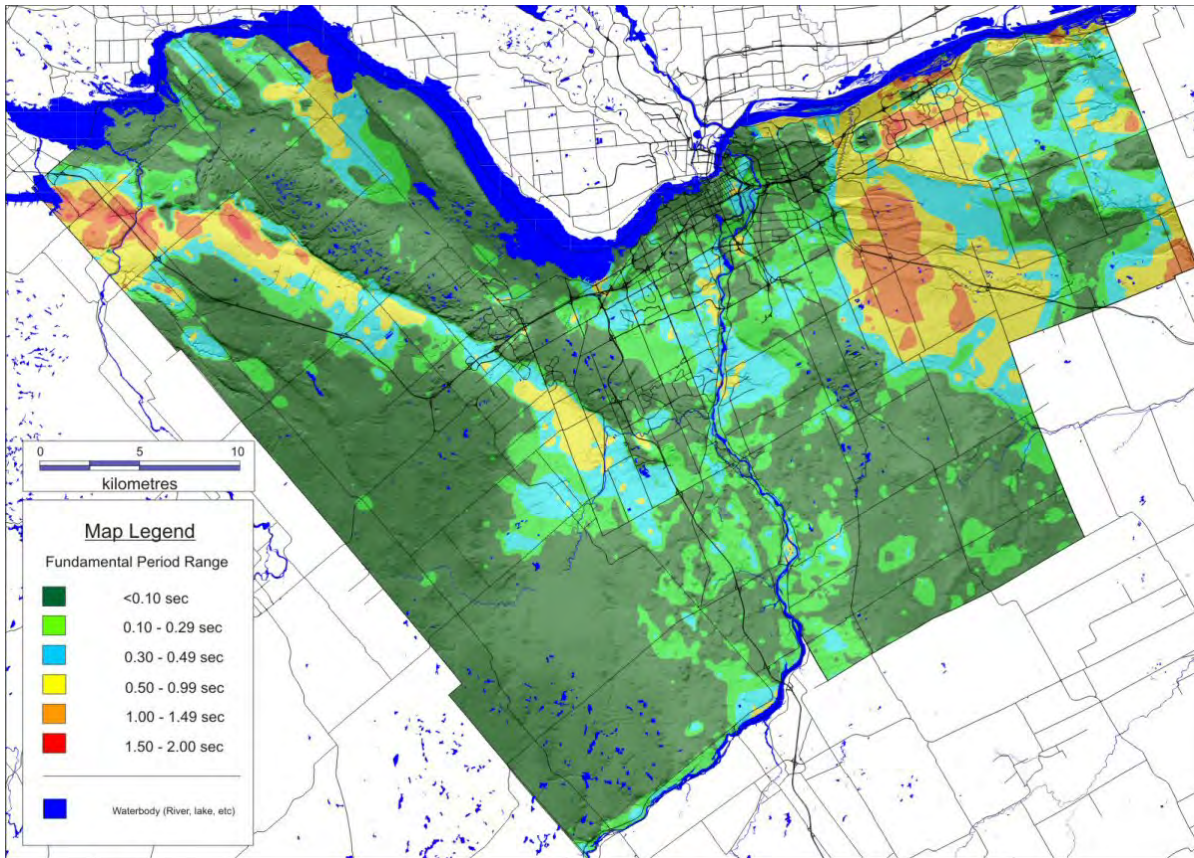 0 5 10
kilometres
Map Legend
Fundamental Period Range
<0.10 sec
0.10 - 0.29 sec
0.30 - 0.49 sec
0.50 - 0.99 sec
1.00 - 1.49 sec
1.50 - 2.00 sec
Waterbody (River, lake, etc)